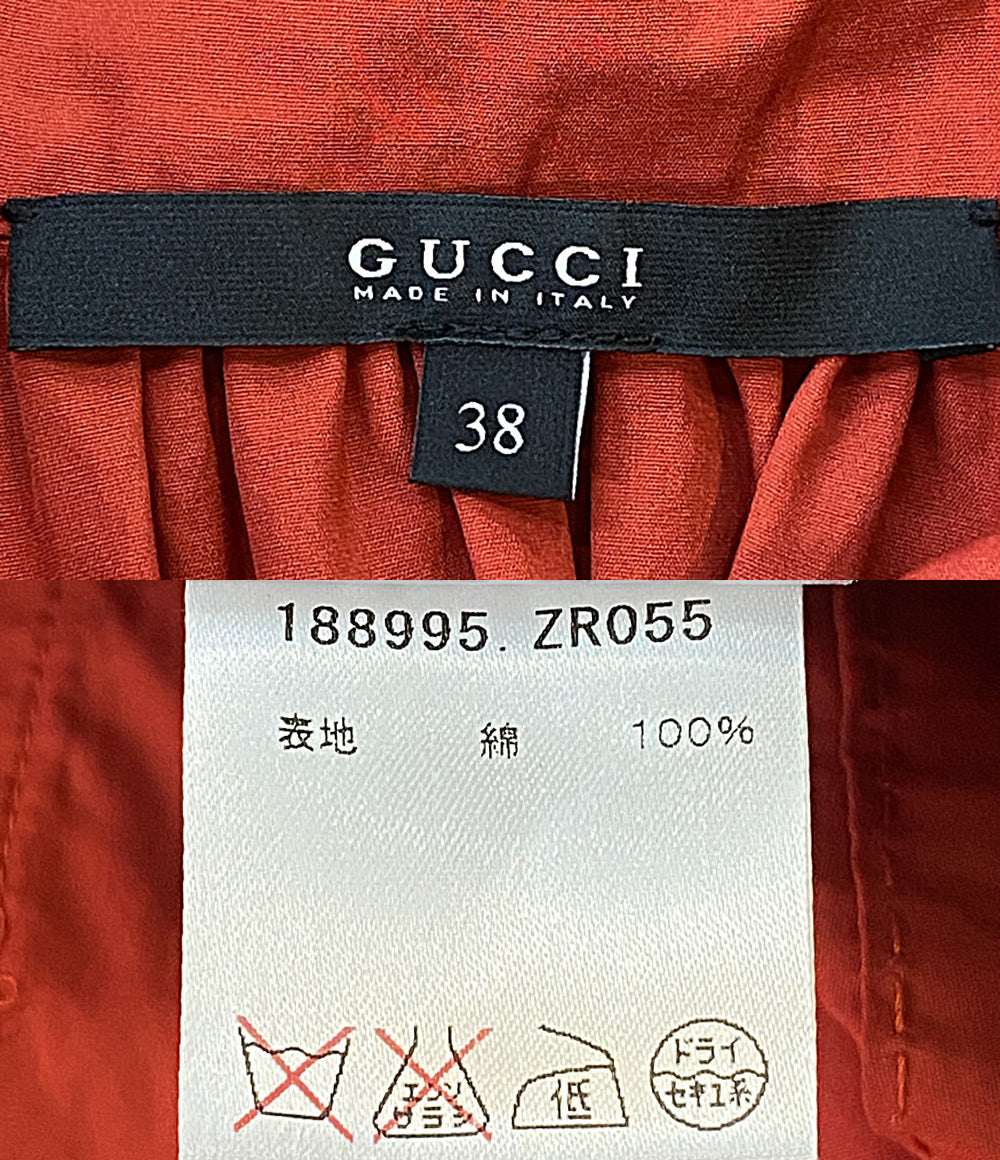 GUCCI
MADE IN ITALY
38
188995. ZR055
表地 綿 100%
エンソ
サラシ
低
ドライ
セキユ系